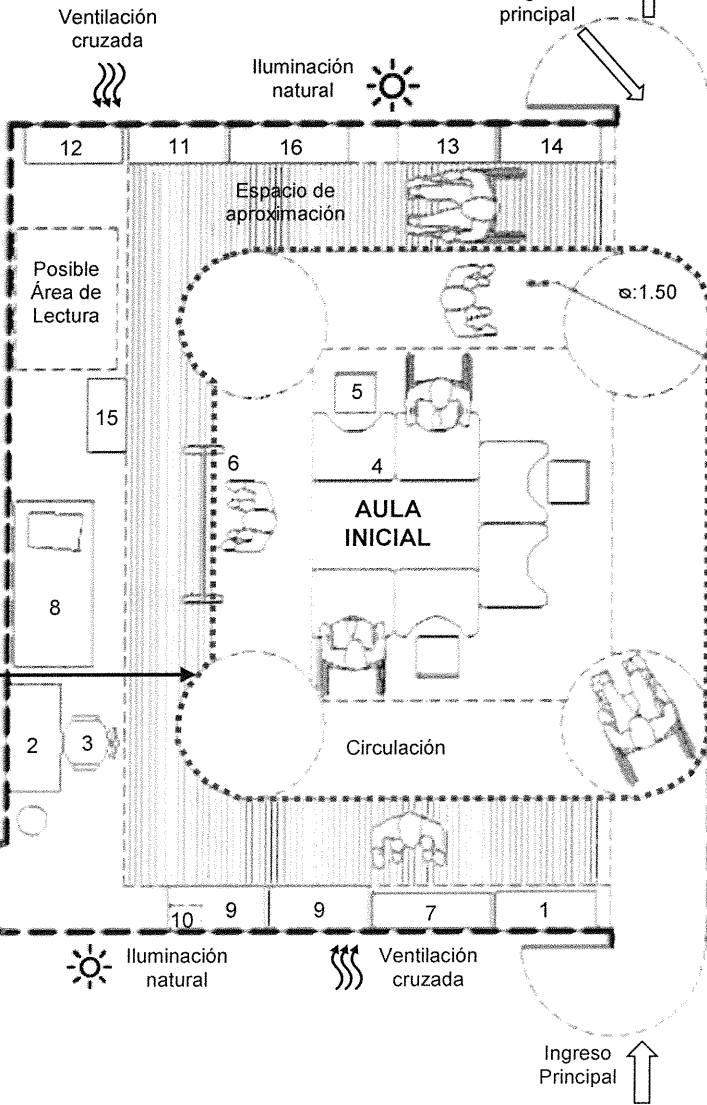 principal
Ventilación
cruzada
Iluminación
natural
12
11
16
13
14
Espacio de
aproximación
Posible
Área de
Lectura
⌀:1.50
5
15
6
4
AULA
INICIAL
8
2
3
Circulación
10
9
9
7
1
Iluminación
natural
Ventilación
cruzada
Ingreso
Principal